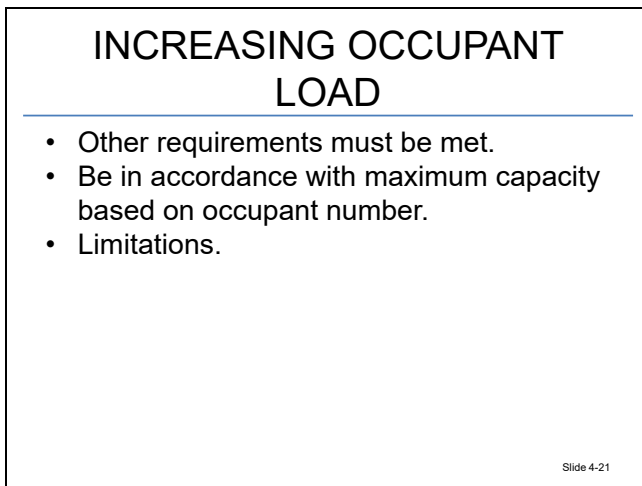 INCREASING OCCUPANT
LOAD
• Other requirements must be met.
• Be in accordance with maximum capacity
based on occupant number.
• Limitations.
Slide 4-21